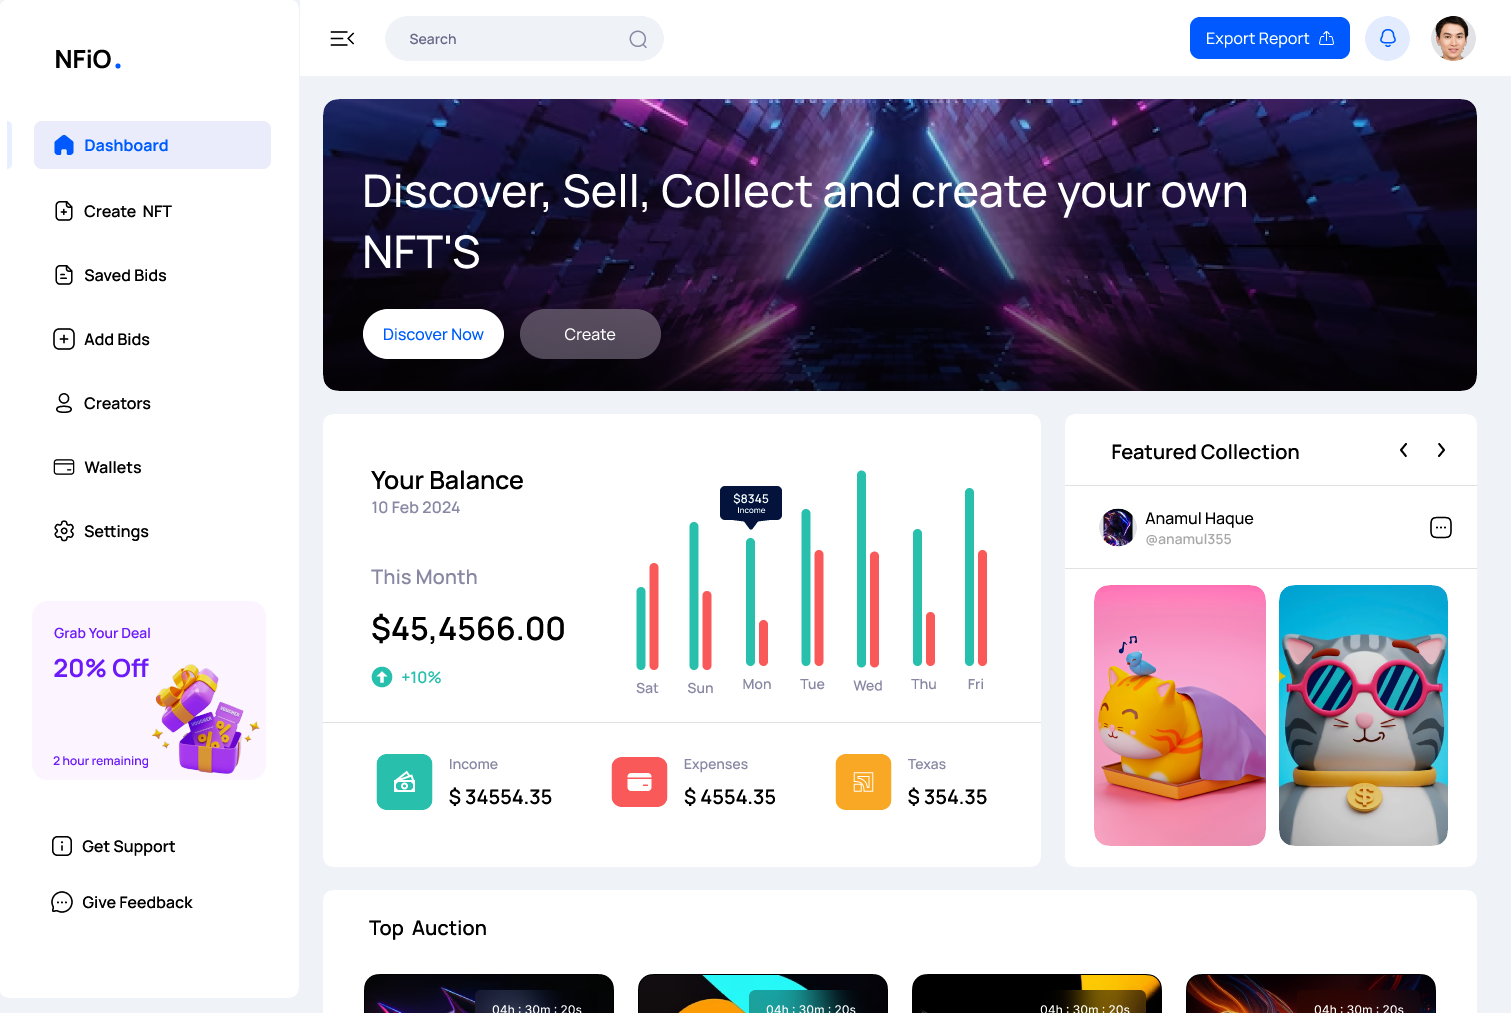 NFiO.
Search
Export Report
Dashboard
Create NFT
Saved Bids
Add Bids
Creators
Wallets
Settings
Grab Your Deal
20% Off
2 hour remaining
Get Support
Give Feedback
Discover, Sell, Collect and create your own
NFT'S
Discover Now
Create
Your Balance
10 Feb 2024
This Month
$45,4566.00
+10%
$8345
Income
Sat
Sun
Mon
Tue
Wed
Thu
Fri
Income
$ 34554.35
Expenses
$ 4554.35
Texas
$ 354.35
Featured Collection
Anamul Haque
@anamul355
Top Auction
04h : 30m : 20s
04h : 30m : 20s
04h : 30m : 20s
04h : 30m : 20s